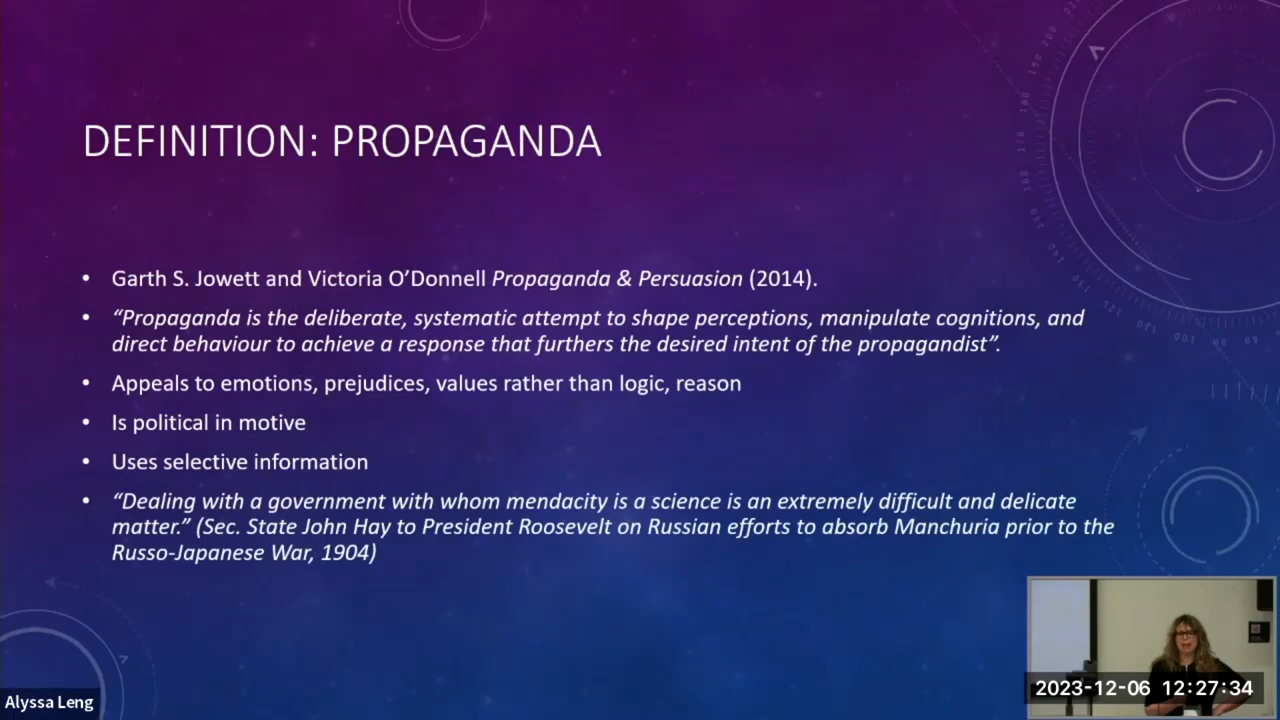 DEFINITION: PROPAGANDA
• Garth S. Jowett and Victoria O’Donnell Propaganda & Persuasion (2014).
• “Propaganda is the deliberate, systematic attempt to shape perceptions, manipulate cognitions, and
direct behaviour to achieve a response that furthers the desired intent of the propagandist”.
• Appeals to emotions, prejudices, values rather than logic, reason
• Is political in motive
• Uses selective information
• “Dealing with a government with whom mendacity is a science is an extremely difficult and delicate
matter.” (Sec. State John Hay to President Roosevelt on Russian efforts to absorb Manchuria prior to the
Russo-Japanese War, 1904)
2023-12-06 12:27:34
Alyssa Leng